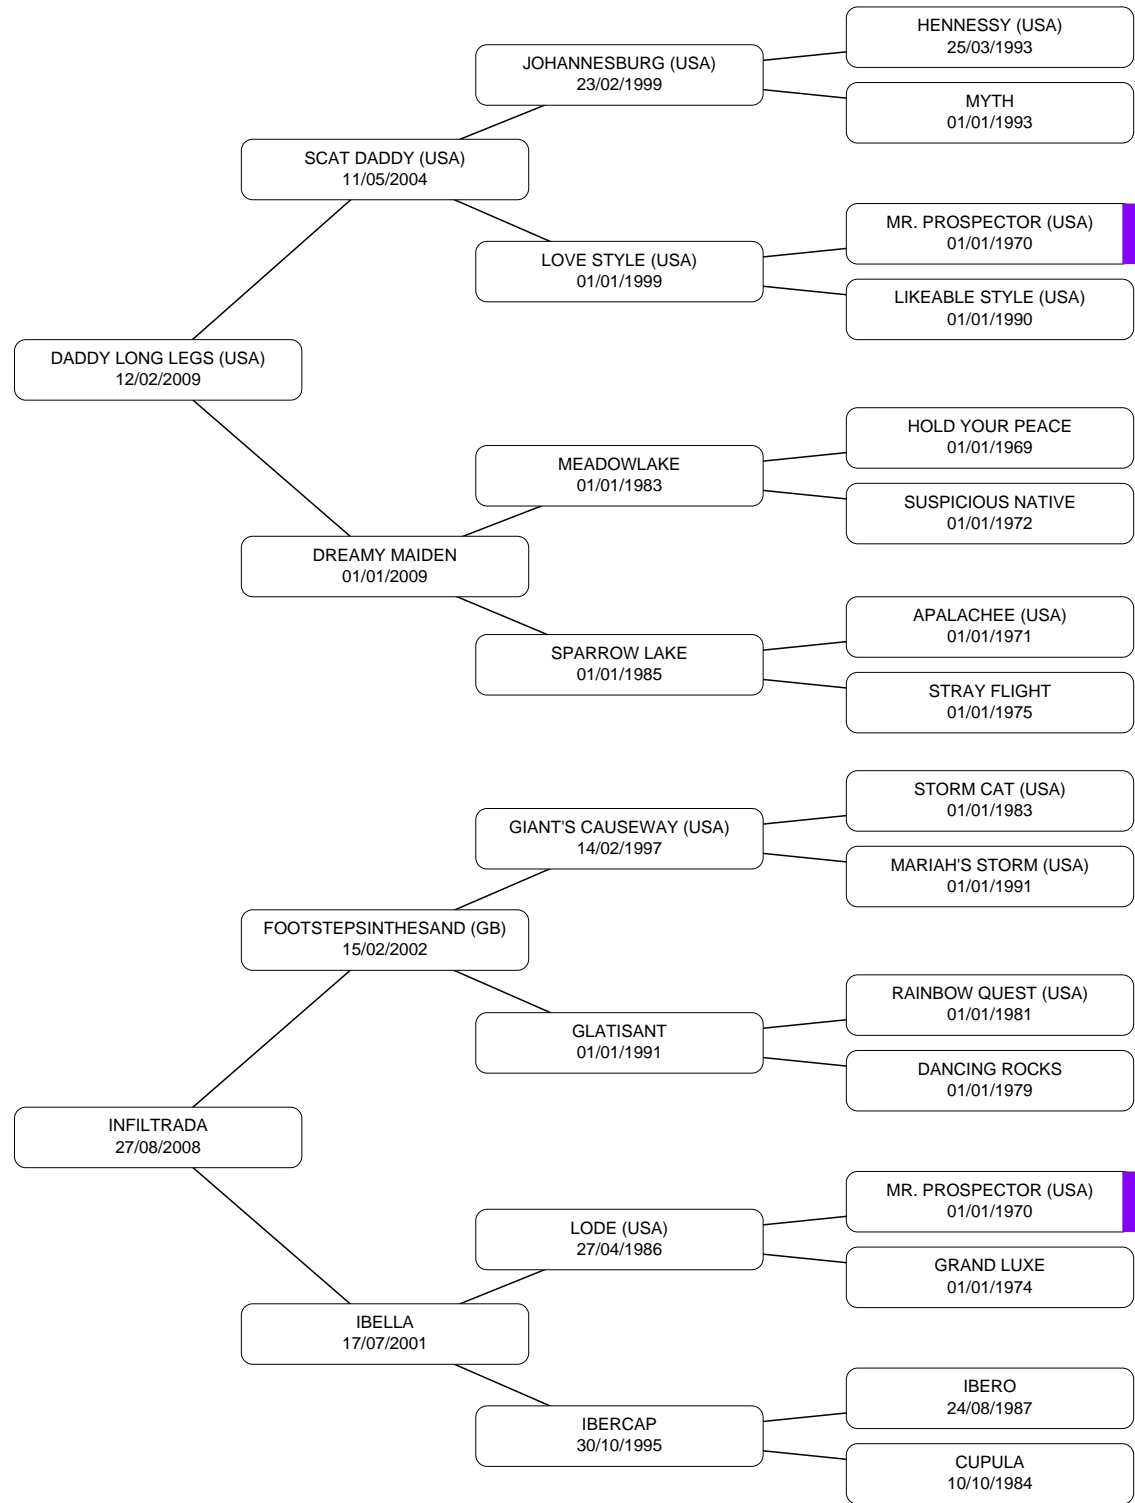 HENNESSY (USA)
25/03/1993
JOHANNESBURG (USA)
23/02/1999
MYTH
01/01/1993
SCAT DADDY (USA)
11/05/2004
MR. PROSPECTOR (USA)
01/01/1970
LOVE STYLE (USA)
01/01/1999
LIKEABLE STYLE (USA)
01/01/1990
DADDY LONG LEGS (USA)
12/02/2009
HOLD YOUR PEACE
01/01/1969
MEADOWLAKE
01/01/1983
SUSPICIOUS NATIVE
01/01/1972
DREAMY MAIDEN
01/01/2009
APALACHEE (USA)
01/01/1971
SPARROW LAKE
01/01/1985
STRAY FLIGHT
01/01/1975
STORM CAT (USA)
01/01/1983
GIANT'S CAUSEWAY (USA)
14/02/1997
MARIAH'S STORM (USA)
01/01/1991
FOOTSTEPSINTHESAND (GB)
15/02/2002
RAINBOW QUEST (USA)
01/01/1981
GLATISANT
01/01/1991
DANCING ROCKS
01/01/1979
INFILTRADA
27/08/2008
MR. PROSPECTOR (USA)
01/01/1970
LODE (USA)
27/04/1986
GRAND LUXE
01/01/1974
IBELLA
17/07/2001
IBERO
24/08/1987
IBERCAP
30/10/1995
CUPULA
10/10/1984